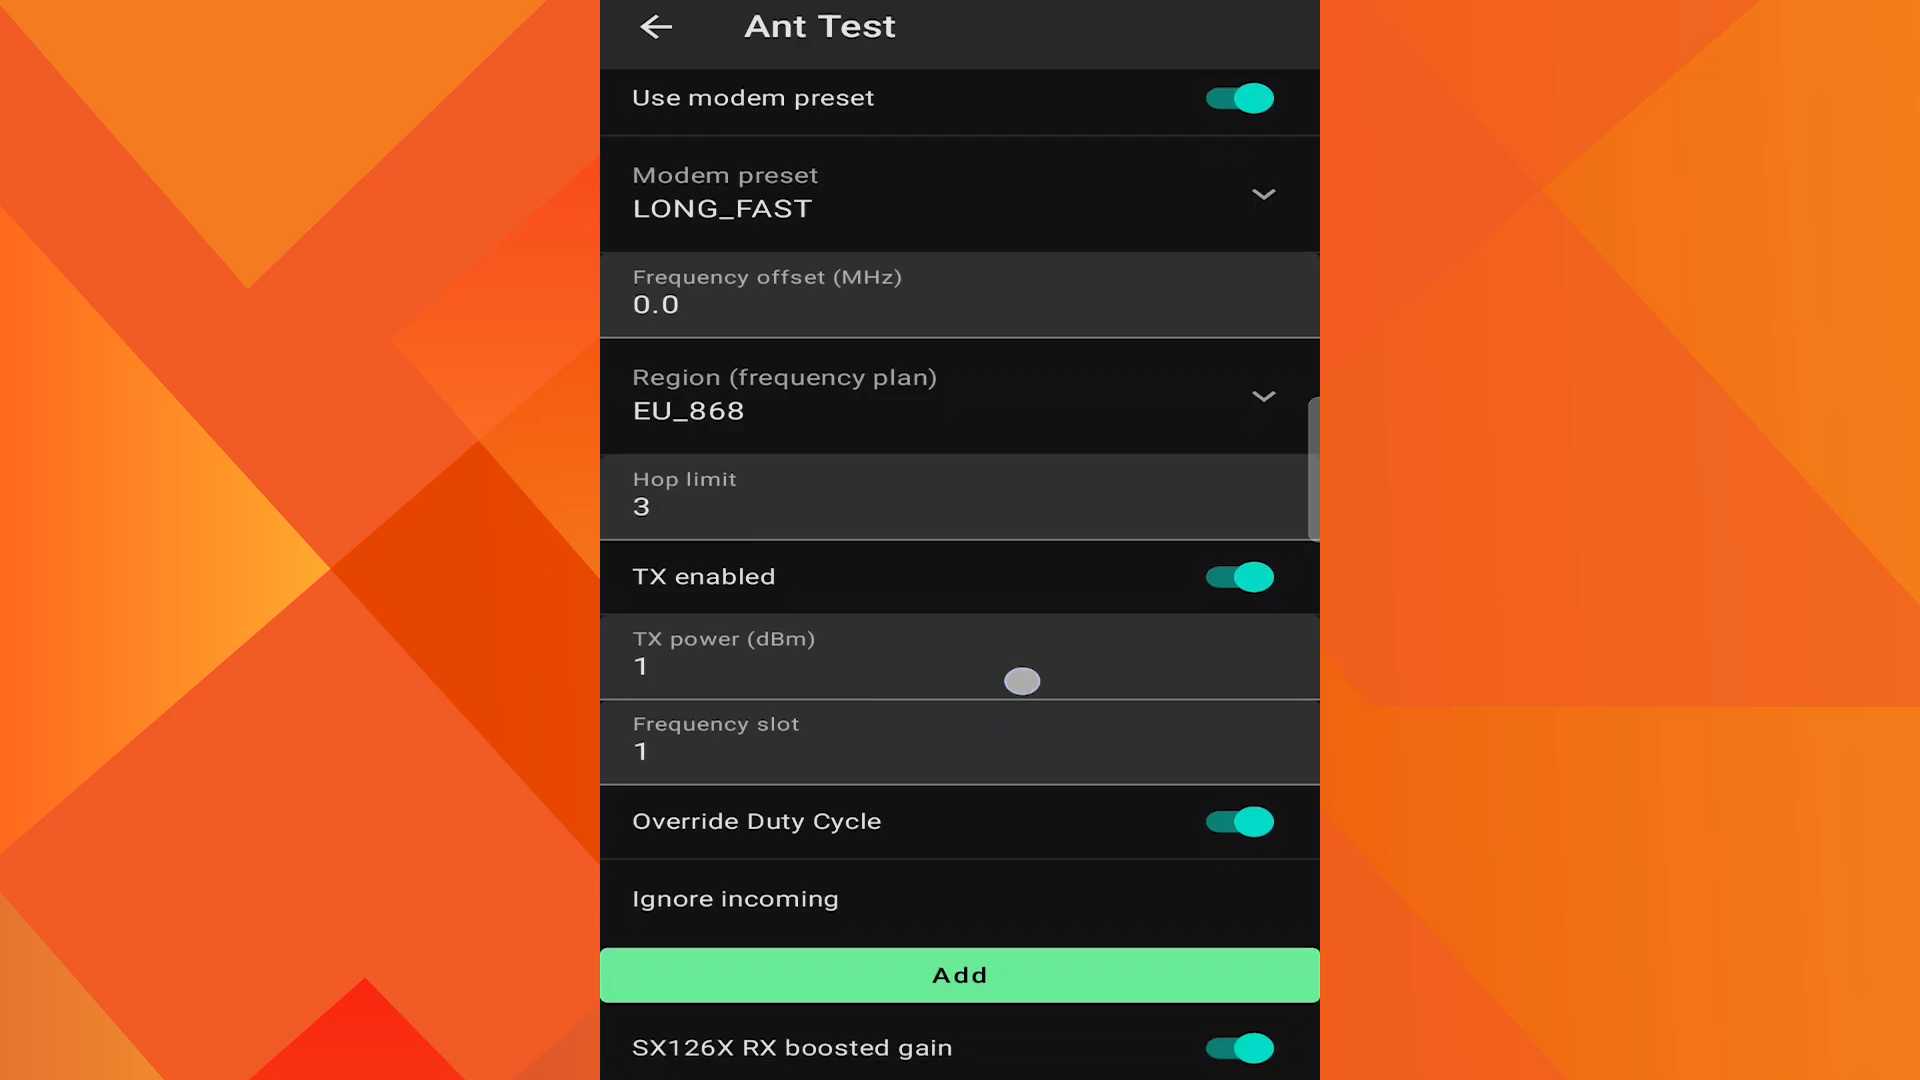 Ant Test
Use modem preset
Modem preset
LONG_FAST
Frequency offset (MHz)
0.0
Region (frequency plan)
EU_868
Hop limit
3
TX enabled
TX power (dBm)
1
Frequency slot
1
Override Duty Cycle
Ignore incoming
Add
SX126X RX boosted gain